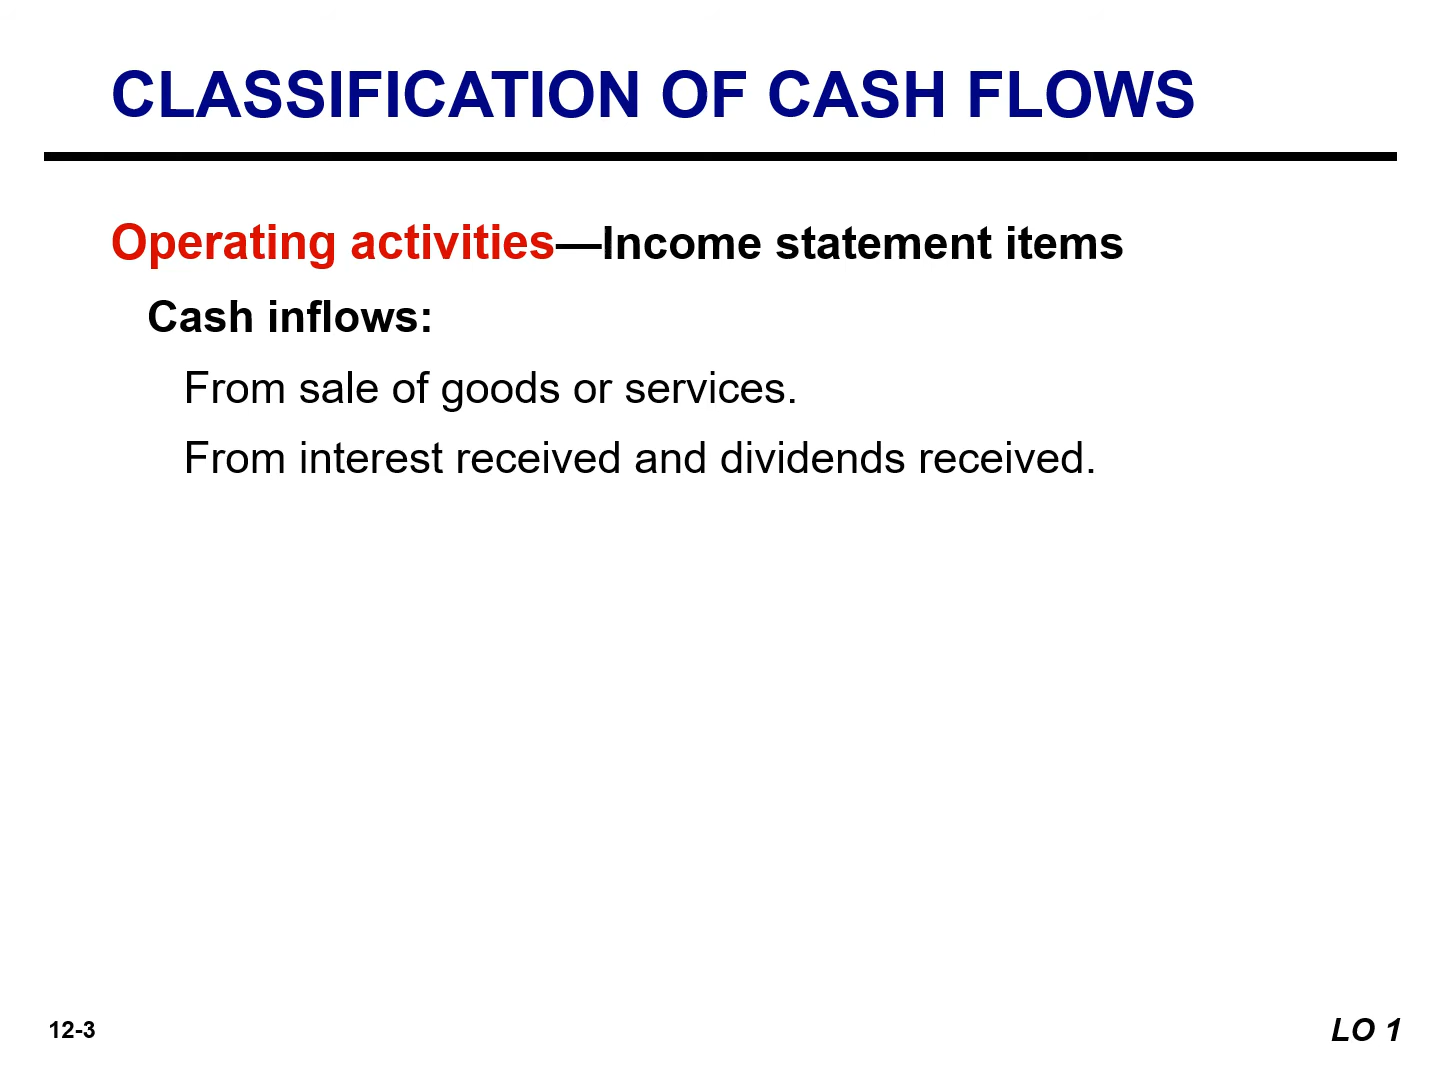 CLASSIFICATION OF CASH FLOWS
Operating activities—Income statement items
Cash inflows:
From sale of goods or services.
From interest received and dividends received.
12-3
LO 1